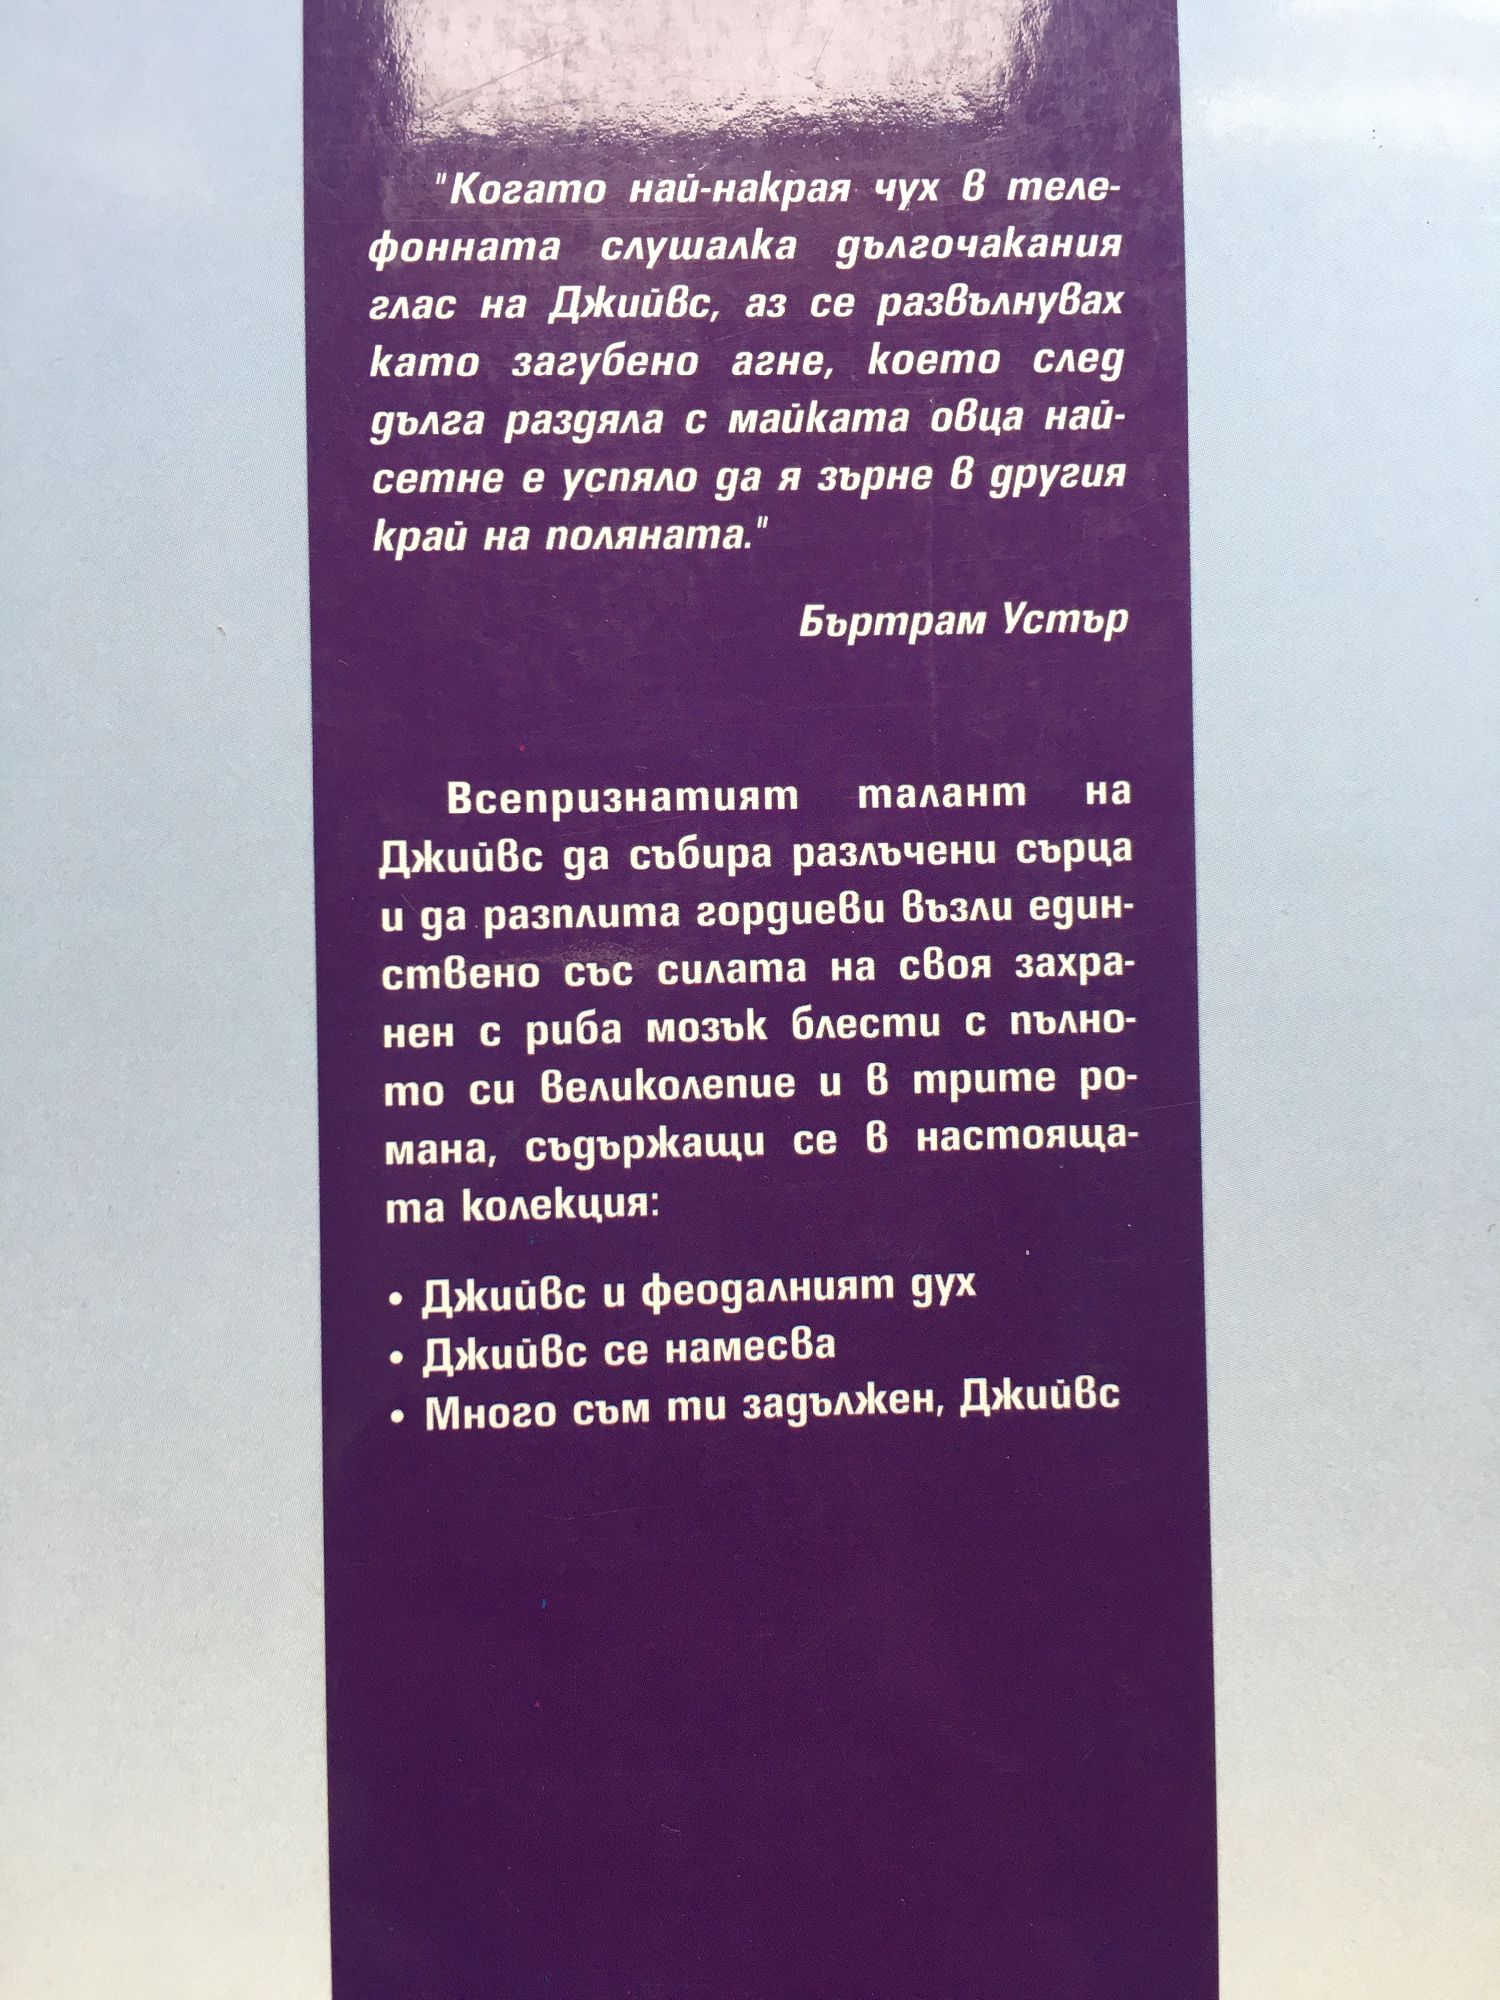 "Когато най-накрая чух в теле-
фонната слушалка дългочакания
глас на Джийвс, аз се развълнувах
като загубено агне, което след
дълга раздяла с майката овца най-
сетне е успяло да я зърне в другия
край на поляната."
Бъртрам Устър
Всепризнатият талант на
Джийвс да събира разлъчени сърца
и да разплита гордиеви възли един-
ствено със силата на своя захра-
нен с риба мозък блести с пълно-
то си великолепие и в трите ро-
мана, съдържащи се в настояща-
та колекция:
• Джийвс и феодалният дух
• Джийвс се намесва
• Много съм ти задължен, Джийвс